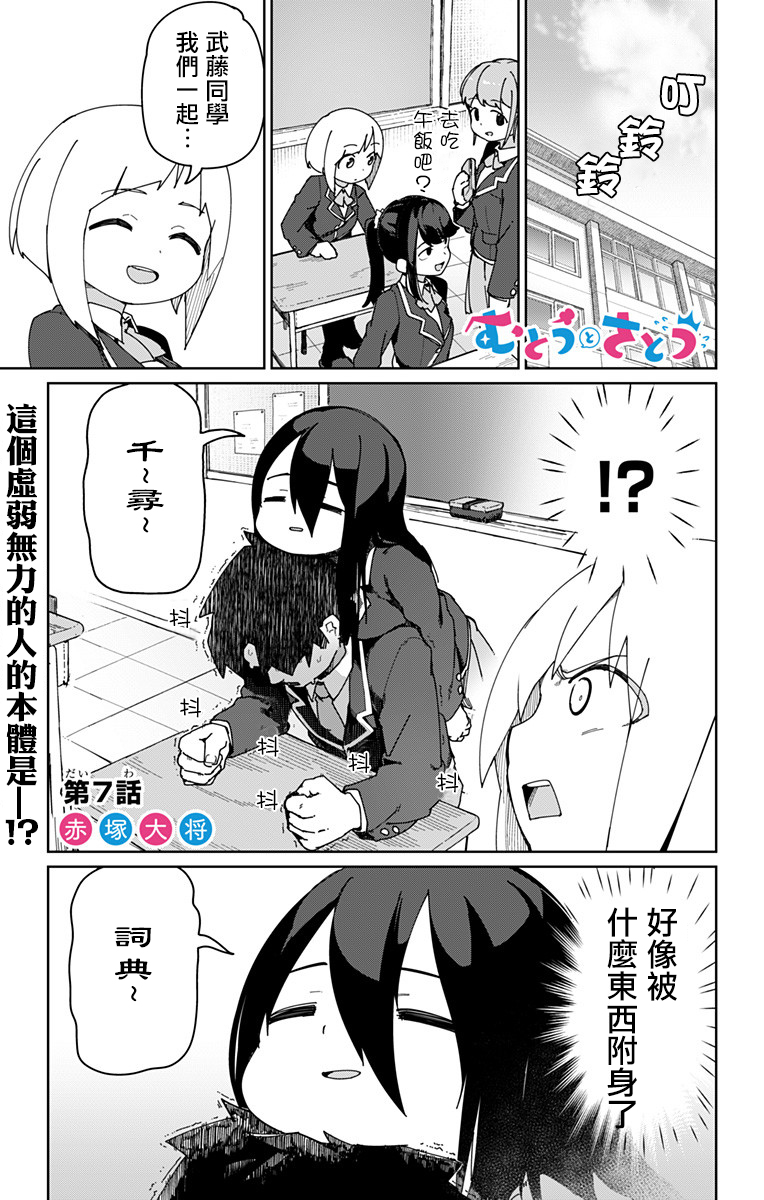 叮
鈴
鈴
去吃
午飯吧？
武藤同學
我們一起…
むとうとさとう
!?
千～尋～
抖
抖
抖
抖
抖
抖
第7話
だい わ
赤塚大将
這個虛弱無力的人的本體是—!?
好像被
什麼東西附身了
詞典～